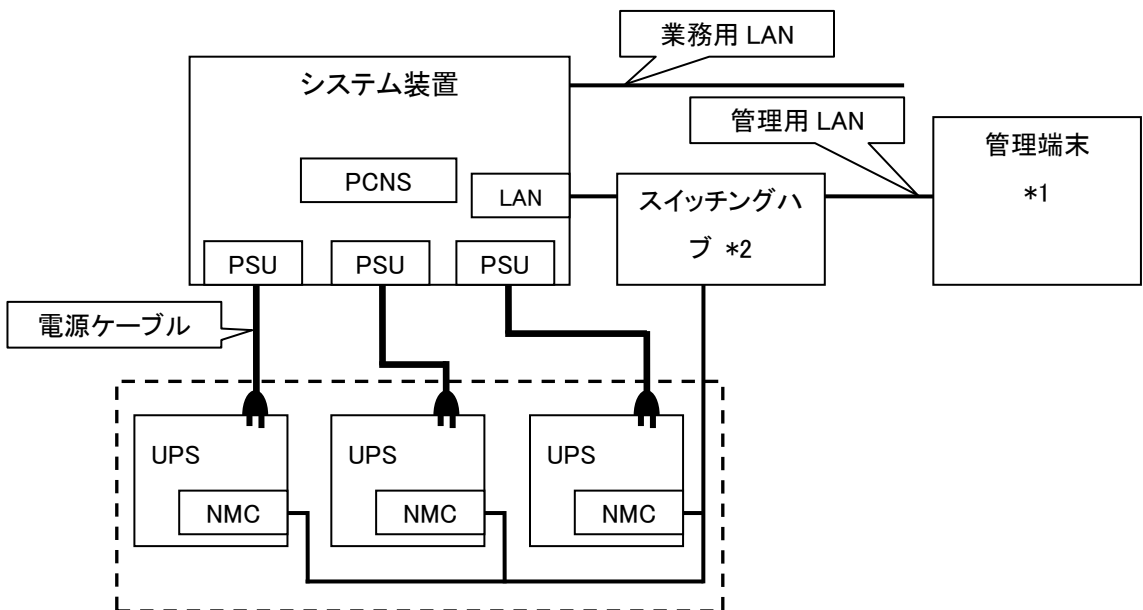 業務用 LAN
システム装置
管理用 LAN
管理端末
*1
PCNS
LAN
スイッチングハ
ブ *2
PSU
PSU
PSU
電源ケーブル
UPS
UPS
UPS
NMC
NMC
NMC